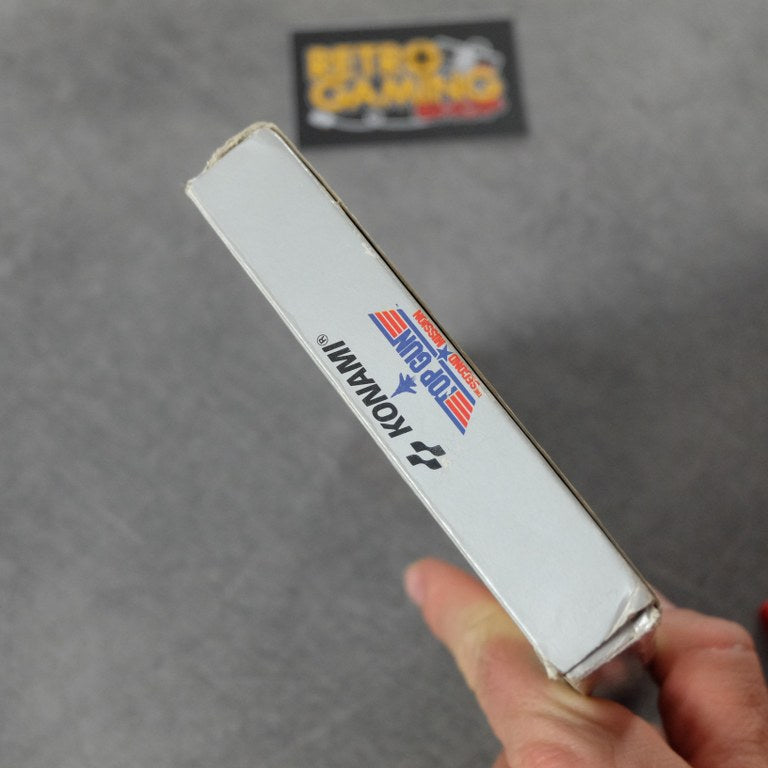 RETRO
GAMING
TOP GUN
THE SECOND MISSION
KONAMI®